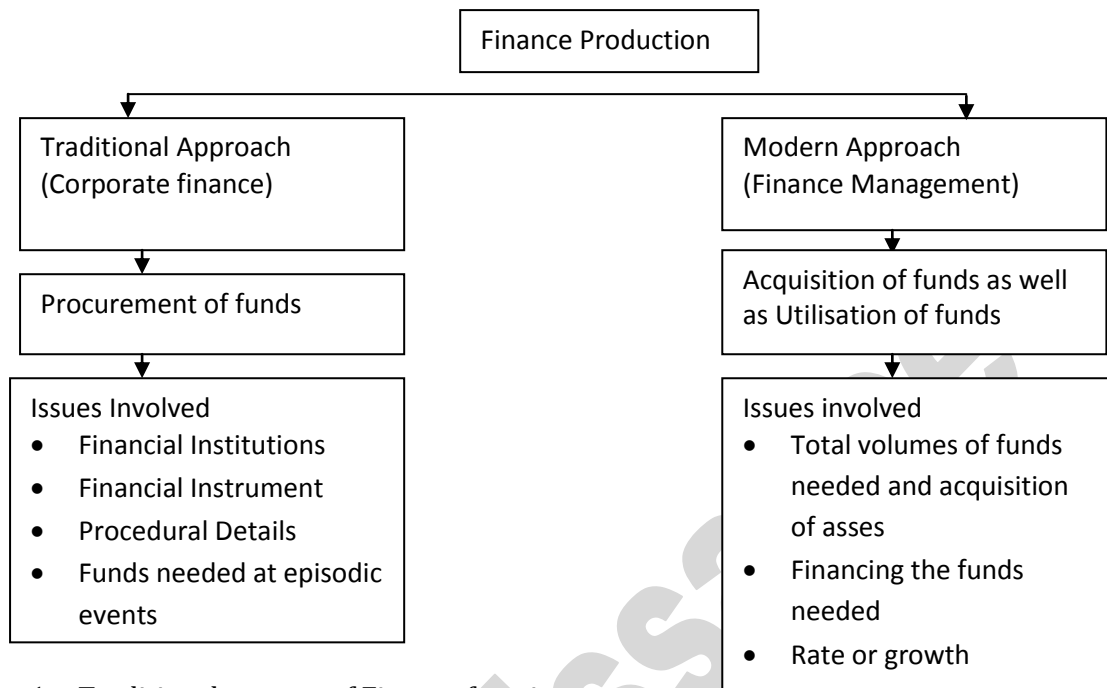 Finance Production
Traditional Approach
(Corporate finance)
Procurement of funds
Issues Involved
• Financial Institutions
• Financial Instrument
• Procedural Details
• Funds needed at episodic
events
Modern Approach
(Finance Management)
Acquisition of funds as well
as Utilisation of funds
Issues involved
• Total volumes of funds
needed and acquisition
of asses
• Financing the funds
needed
• Rate or growth